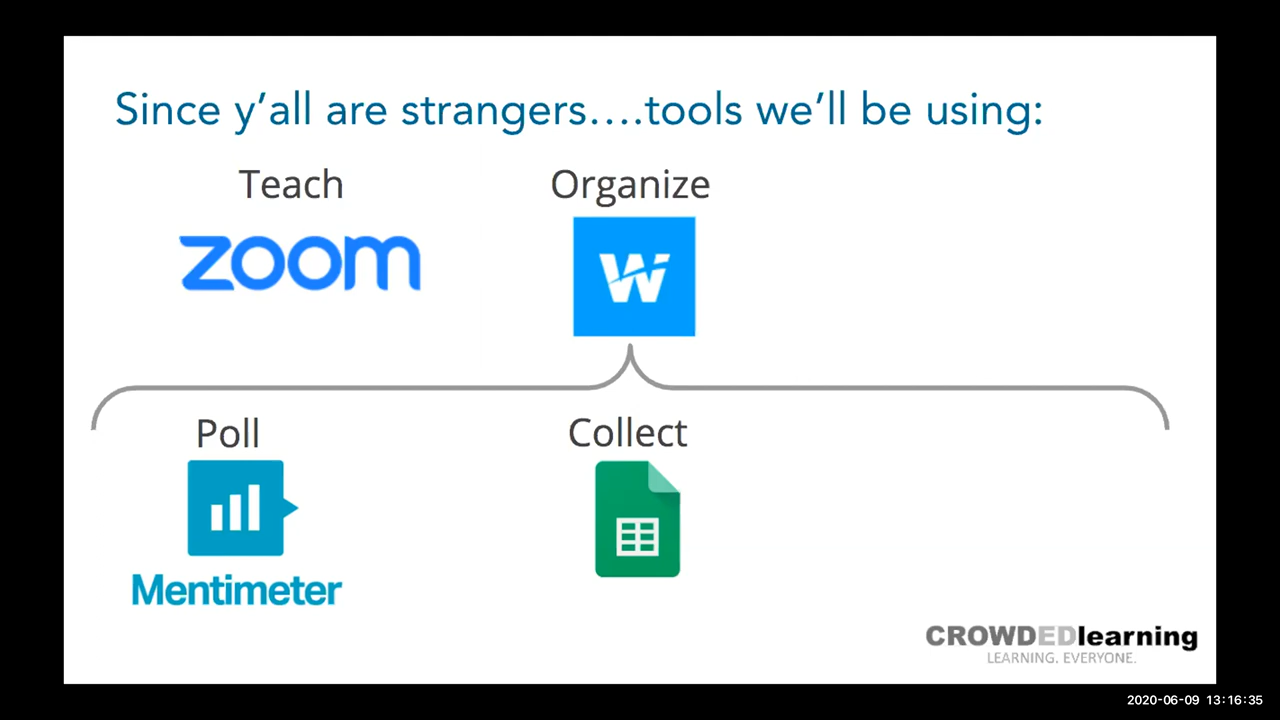 Since y’all are strangers….tools we’ll be using:
Teach
Organize
zoom
W
Poll
Collect
Mentimeter
CROWDEDlearning
LEARNING. EVERYONE.
2020-06-09 13:16:35